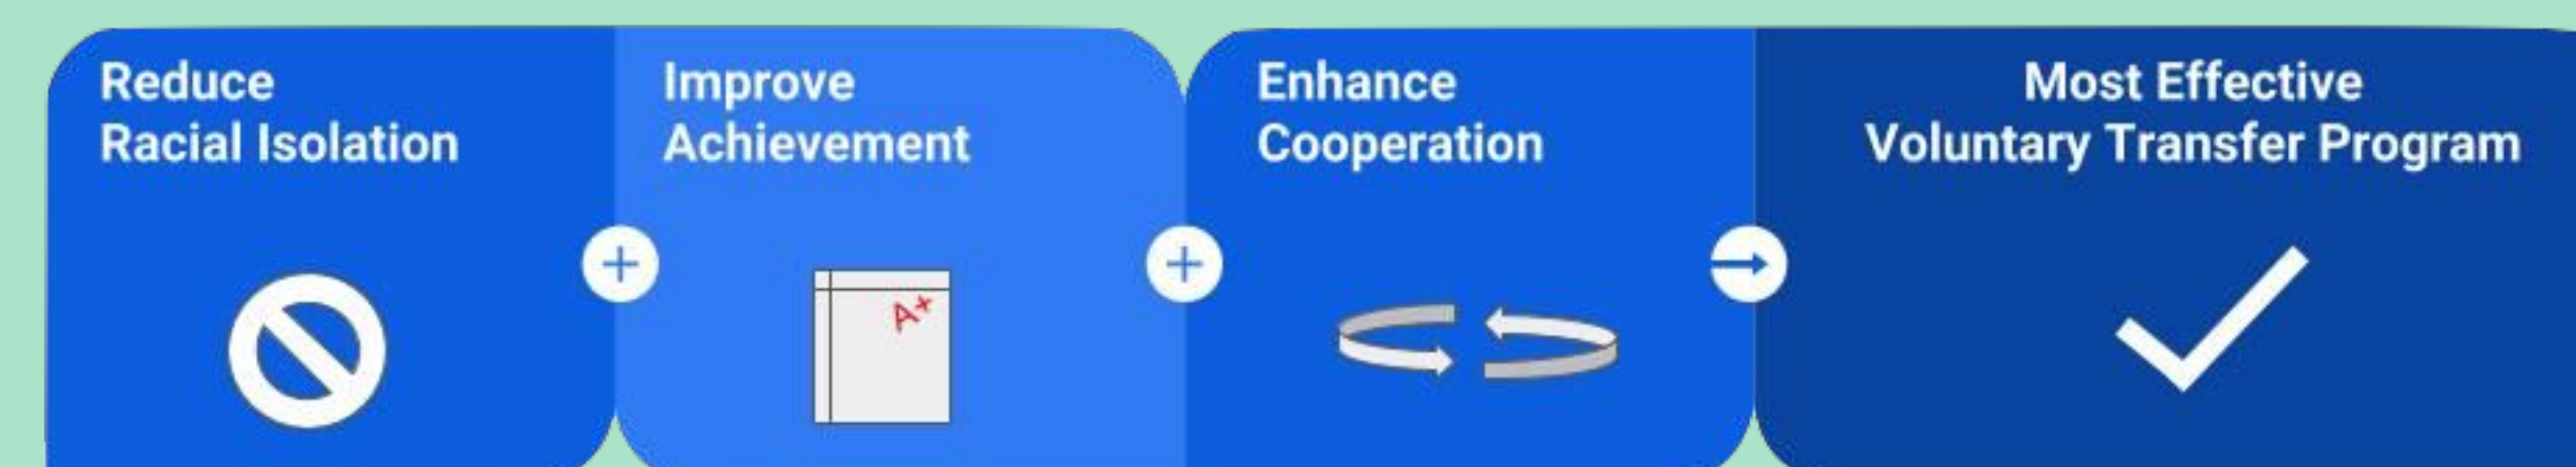 Reduce
Racial Isolation
Improve
Achievement
A+
Enhance
Cooperation
Most Effective
Voluntary Transfer Program